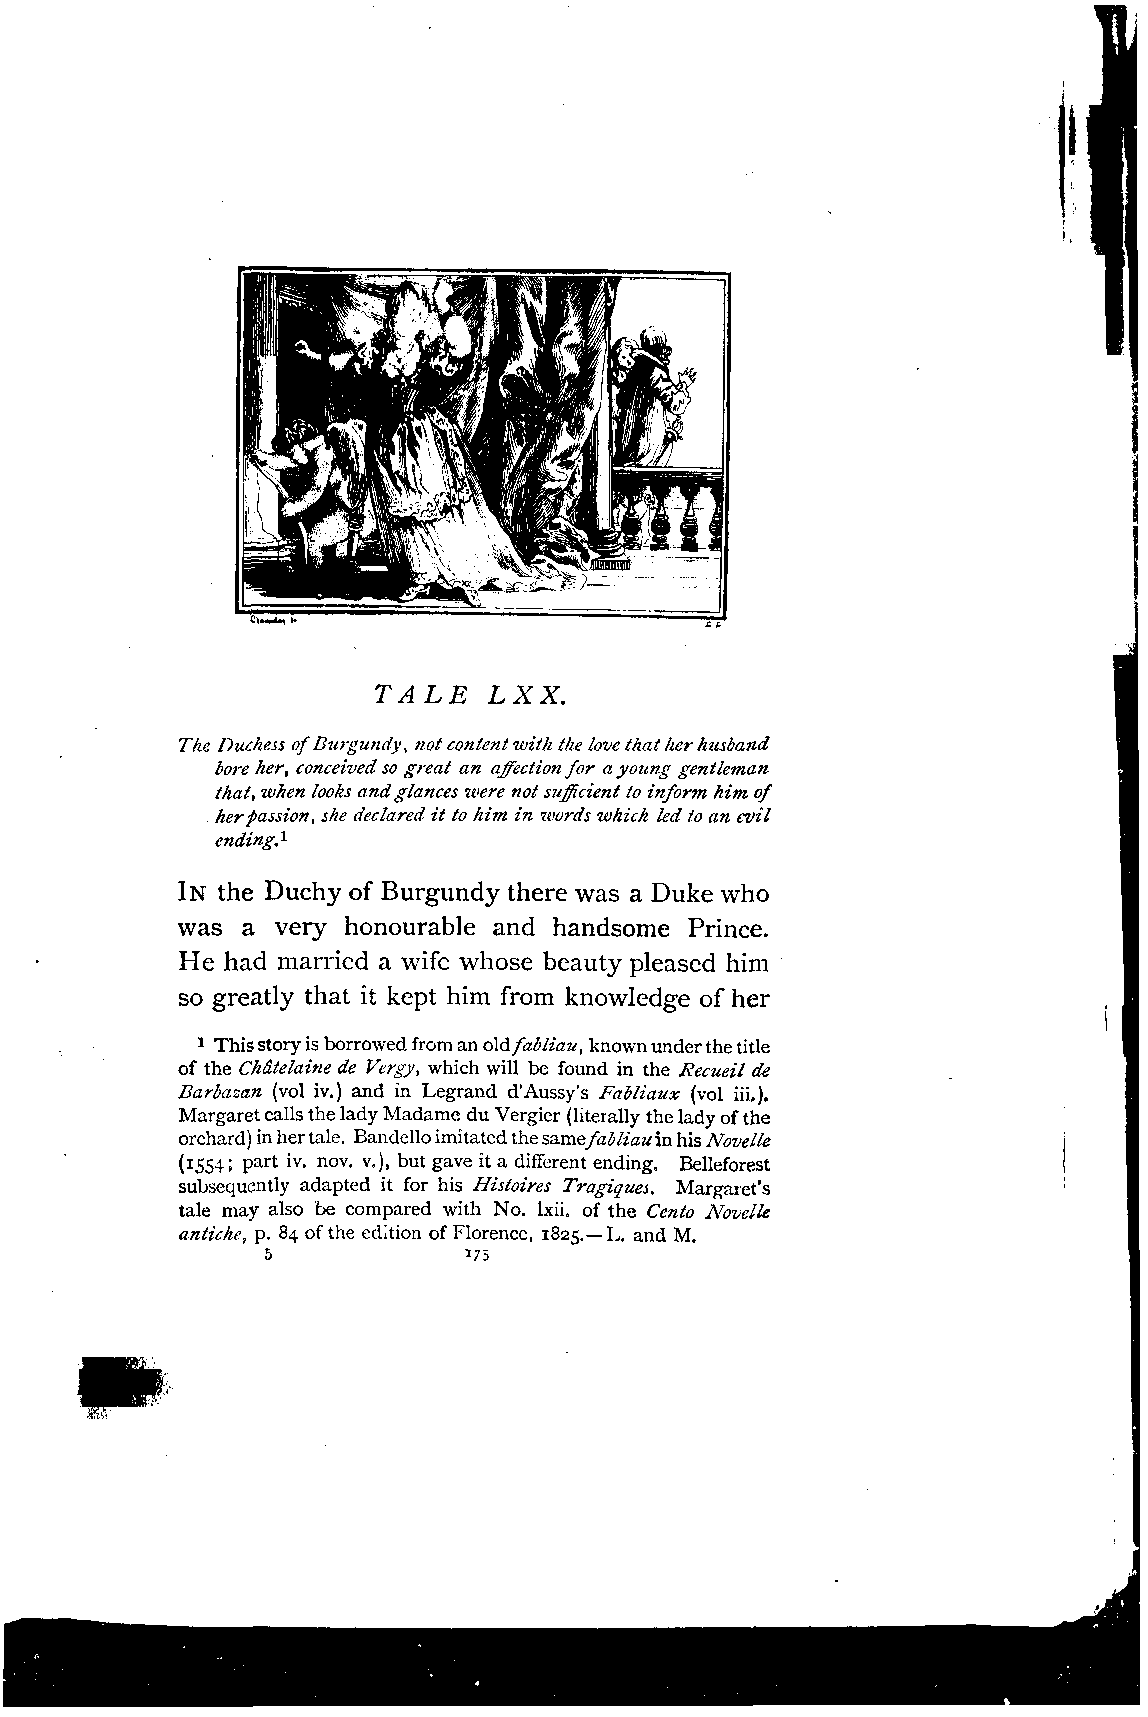 TALE LXX.
The Duchess of Burgundy, not content with the love that her husband
bore her, conceived so great an affection for a young gentleman
that, when looks and glances were not sufficient to inform him of
her passion, she declared it to him in words which led to an evil
ending.¹
IN the Duchy of Burgundy there was a Duke who
was a very honourable and handsome Prince.
He had married a wife whose beauty pleased him
so greatly that it kept him from knowledge of her
¹ This story is borrowed from an old fabliau, known under the title
of the Châtelaine de Vergy, which will be found in the Recueil de
Barbazan (vol iv.) and in Legrand d'Aussy's Fabliaux (vol iii.).
Margaret calls the lady Madame du Vergier (literally the lady of the
orchard) in her tale. Bandello imitated the same fabliau in his Novelle
(1554; part iv. nov. v.), but gave it a different ending. Belleforest
subsequently adapted it for his Histoires Tragiques. Margaret's
tale may also be compared with No. lxii. of the Cento Novelle
antiche, p. 84 of the edition of Florence, 1825.—L. and M.
5 175